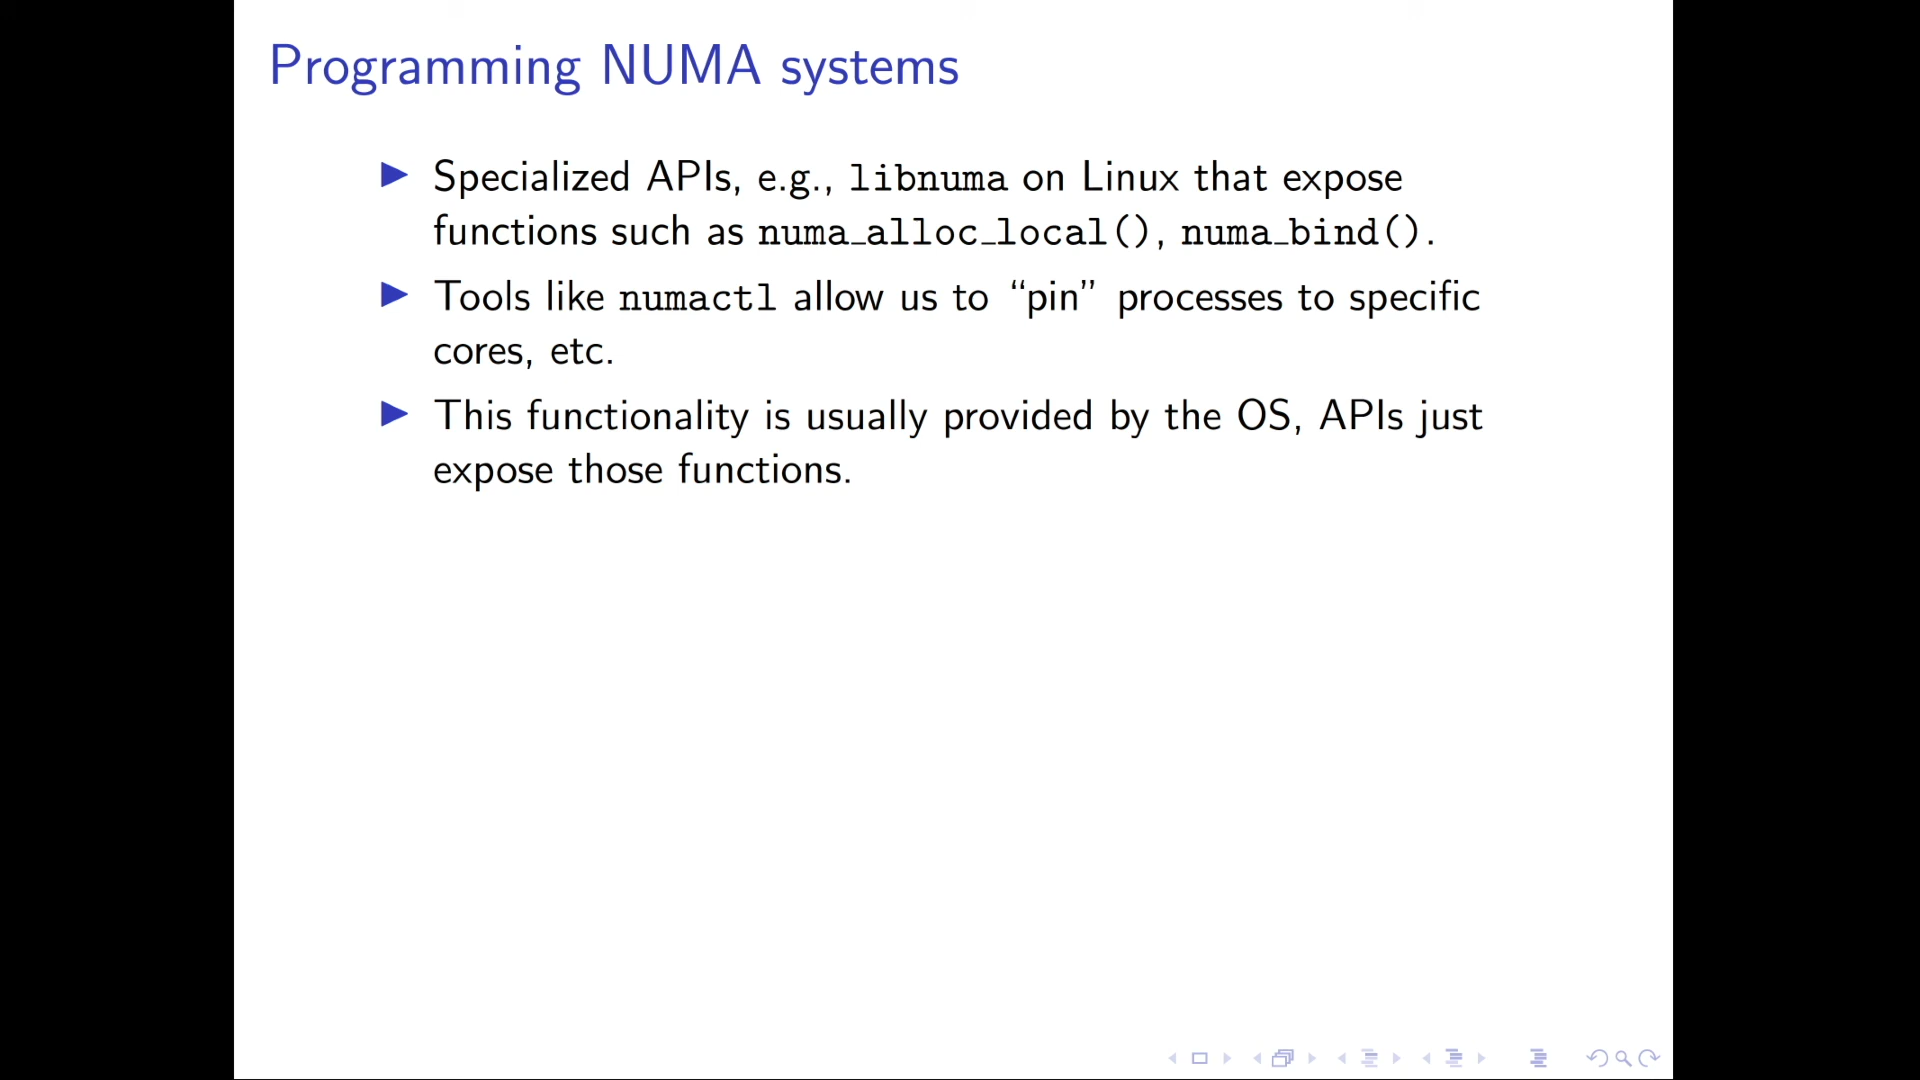 Programming NUMA systems
Specialized APIs, e.g., libnuma on Linux that expose
functions such as numa_alloc_local(), numa_bind().
Tools like numactl allow us to “pin” processes to specific
cores, etc.
This functionality is usually provided by the OS, APIs just
expose those functions.